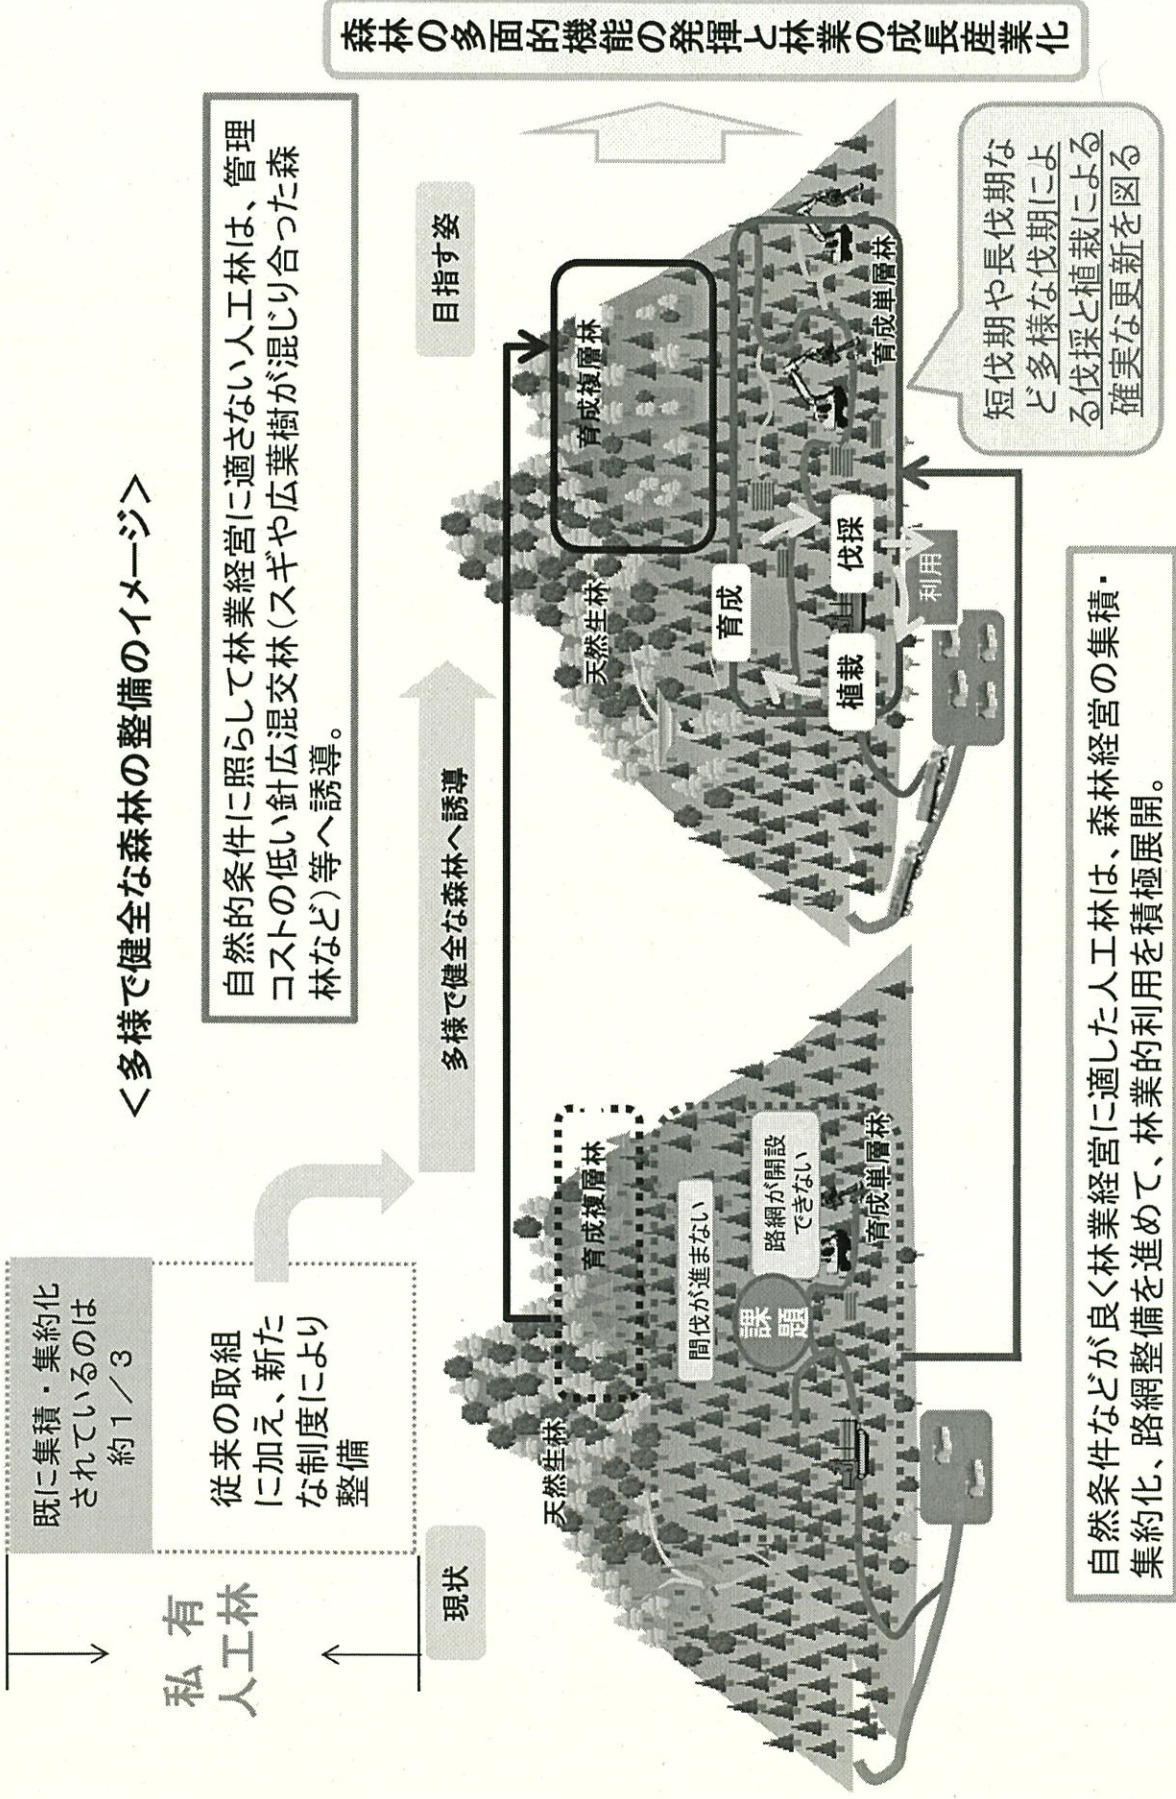 <多様で健全な森林の整備のイメージ>
私 有
人工林
既に集積・集約化
されているのは
約1/3
従来の取組
に加え、新た
な制度により
整備
自然的条件に照らして林業経営に適さない人工林は、管理
コストの低い針広混交林(スギや広葉樹が混じり合った森
林など)等へ誘導。
現状
多様で健全な森林へ誘導
目指す姿
天然生林
育成複層林
間伐が進まない
課
題
路網が開設
できない
育成単層林
天然生林
育成複層林
育成
植栽
伐採
利用
育成単層林
短伐期や長伐期な
ど多様な伐期によ
る伐採と植栽による
確実な更新を図る
自然条件などが良く林業経営に適した人工林は、森林経営の集積・
集約化、路網整備を進めて、林業的利用を積極展開。
森林の多面的機能の発揮と林業の成長産業化